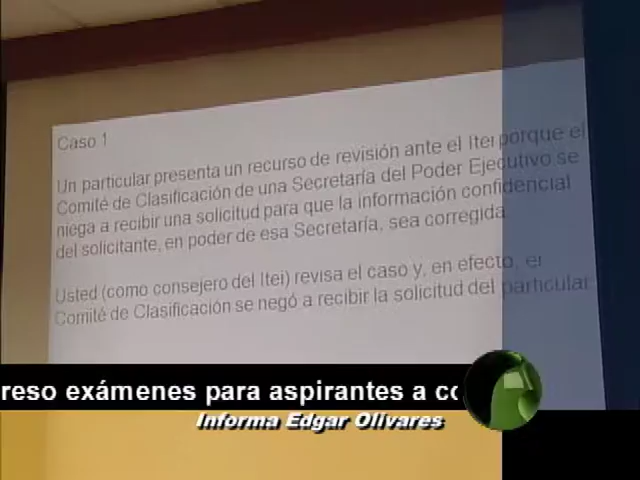 Caso 1
Un particular presenta un recurso de revisión ante el Itei porque el
Comité de Clasificación de una Secretaría del Poder Ejecutivo se
niega a recibir una solicitud para que la información confidencial
del solicitante, en poder de esa Secretaría, sea corregida
Usted (como consejero del Itei) revisa el caso y, en efecto, el
Comité de Clasificación se negó a recibir la solicitud del particular
reso exámenes para aspirantes a co
Informa Edgar Olivares